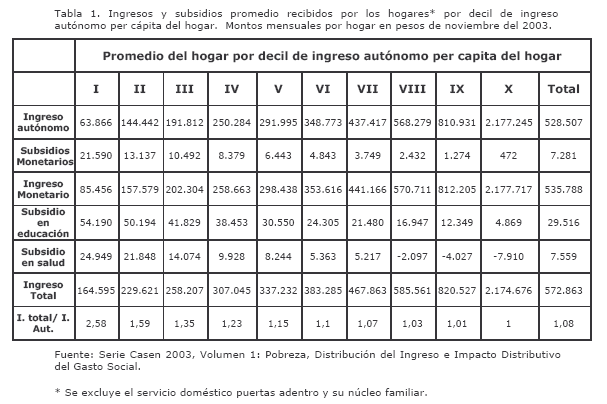 Tabla 1. Ingresos y subsidios promedio recibidos por los hogares* por decil de ingreso
autónomo per cápita del hogar. Montos mensuales por hogar en pesos de noviembre del 2003.
Promedio del hogar por decil de ingreso autónomo per capita del hogar
I II III IV V VI VII VIII IX X Total
Ingreso
autónomo 63.866 144.442 191.812 250.284 291.995 348.773 437.417 568.279 810.931 2.177.245 528.507
Subsidios
Monetarios 21.590 13.137 10.492 8.379 6.443 4.843 3.749 2.432 1.274 472 7.281
Ingreso
Monetario 85.456 157.579 202.304 258.663 298.438 353.616 441.166 570.711 812.205 2.177.717 535.788
Subsidio
en
educación 54.190 50.194 41.829 38.453 30.550 24.305 21.480 16.947 12.349 4.869 29.516
Subsidio
en salud 24.949 21.848 14.074 9.928 8.244 5.363 5.217 -2.097 -4.027 -7.910 7.559
Ingreso
Total 164.595 229.621 258.207 307.045 337.232 383.285 467.863 585.561 820.527 2.174.676 572.863
I. total/ I.
Aut. 2,58 1,59 1,35 1,23 1,15 1,1 1,07 1,03 1,01 1 1,08
Fuente: Serie Casen 2003, Volumen 1: Pobreza, Distribución del Ingreso e Impacto Distributivo
del Gasto Social.
* Se excluye el servicio doméstico puertas adentro y su núcleo familiar.